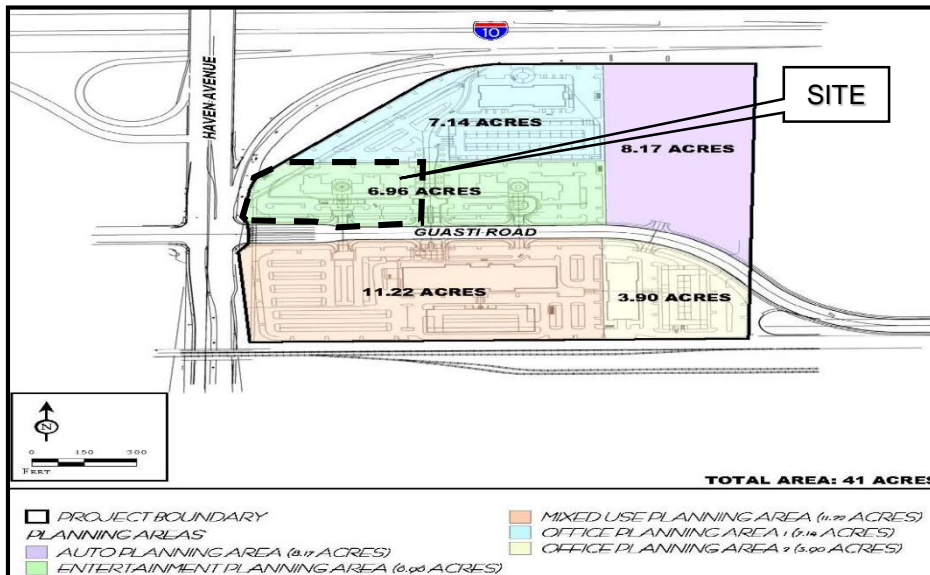 10
HAVEN AVENUE
SITE
7.14 ACRES
8.17 ACRES
6.96 ACRES
GUASTI ROAD
11.22 ACRES
3.90 ACRES
N
0 150 300
FEET
TOTAL AREA: 41 ACRES
PROJECT BOUNDARY
PLANNING AREAS
AUTO PLANNING AREA (8.17 ACRES)
ENTERTAINMENT PLANNING AREA (6.96 ACRES)
MIXED USE PLANNING AREA (11.22 ACRES)
OFFICE PLANNING AREA 1 (7.14 ACRES)
OFFICE PLANNING AREA 2 (3.90 ACRES)